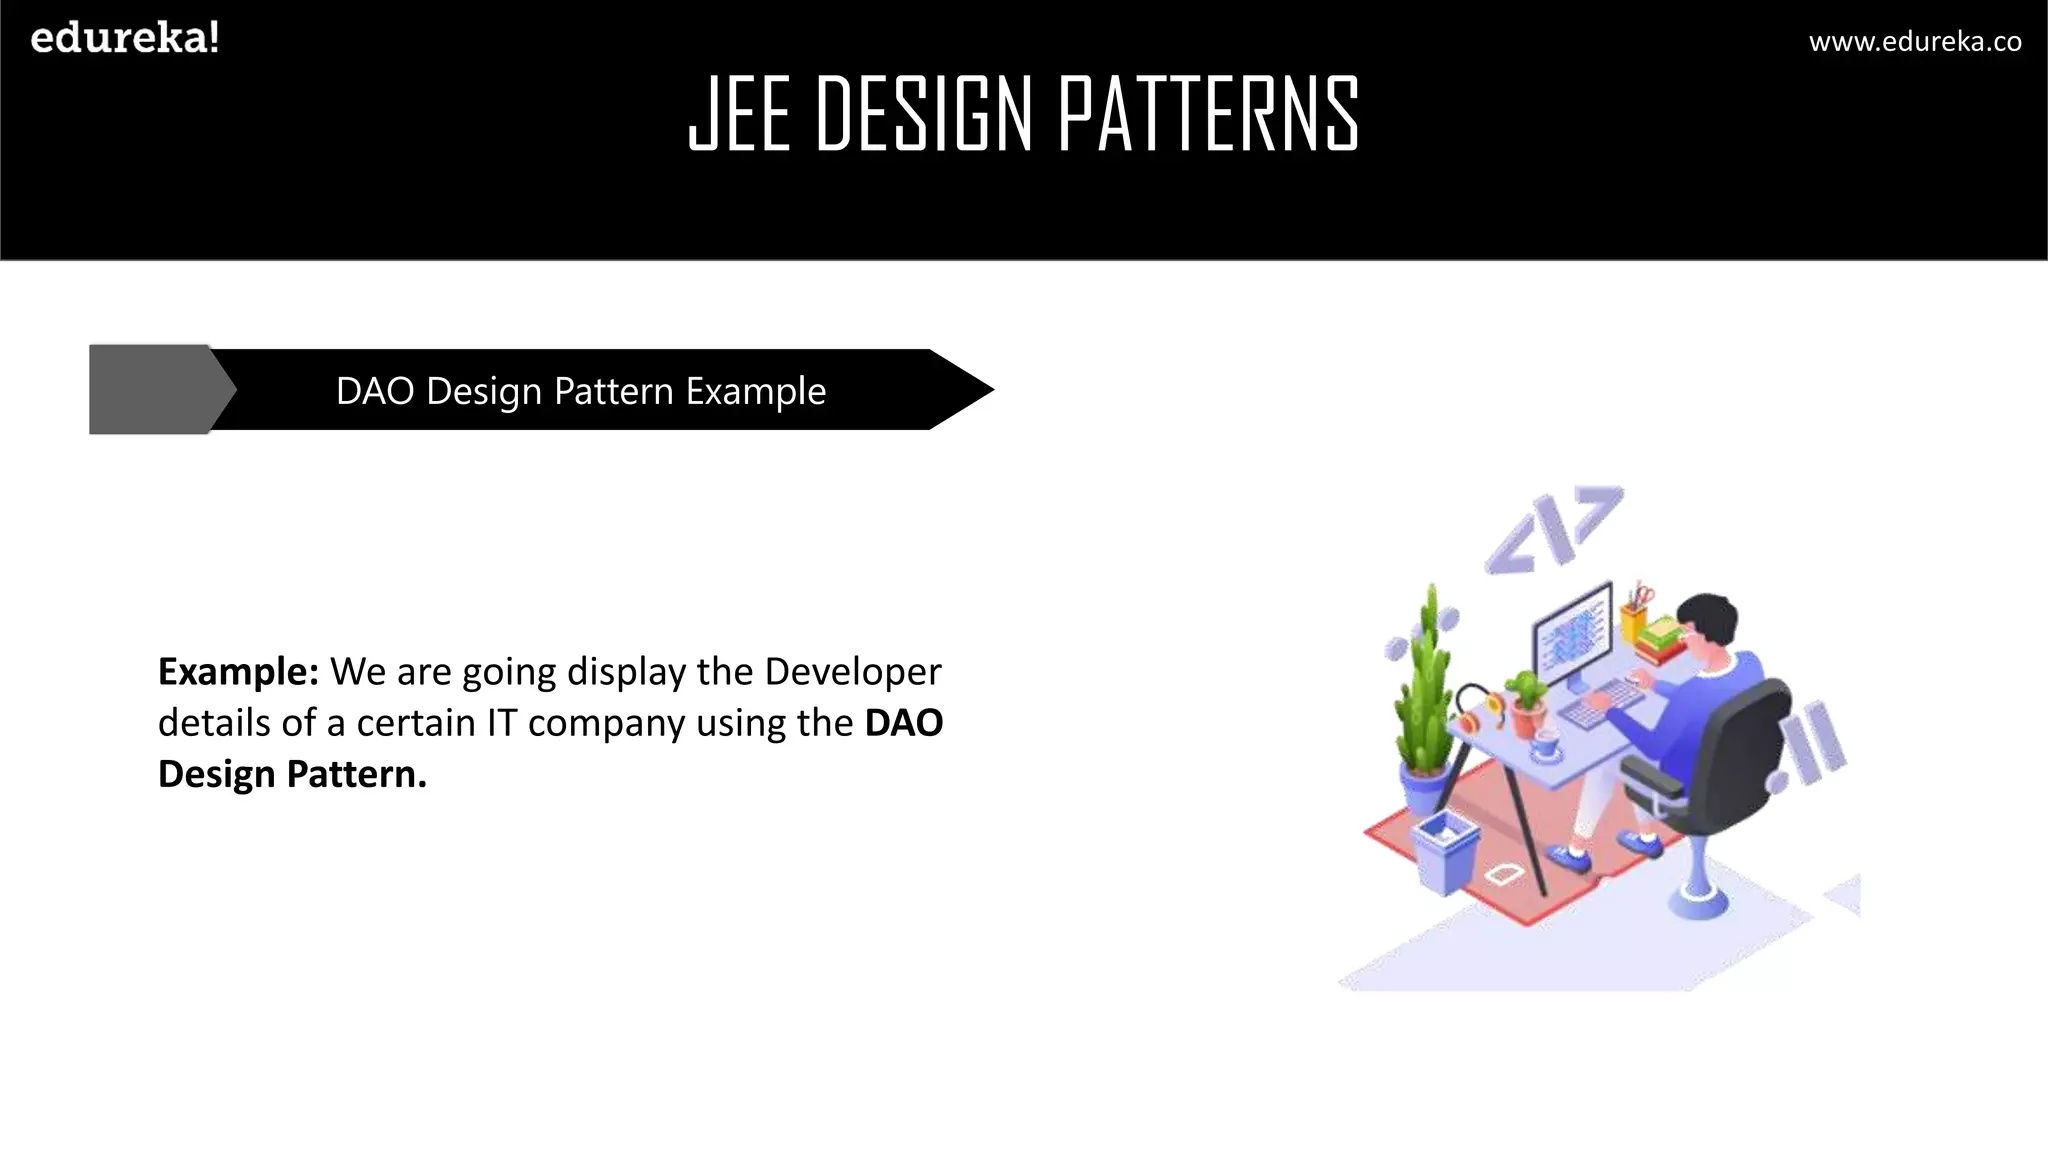 edureka!
www.edureka.co
JEE DESIGN PATTERNS
DAO Design Pattern Example
Example: We are going display the Developer
details of a certain IT company using the DAO
Design Pattern.